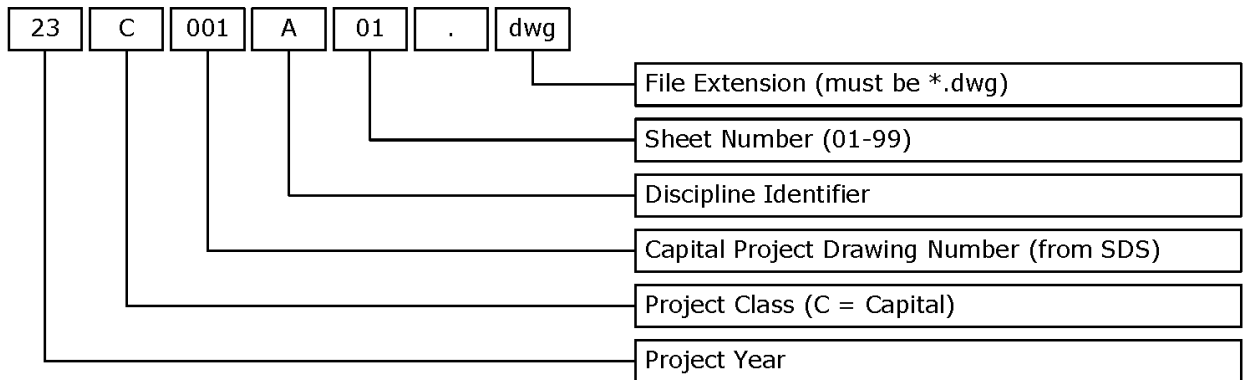 23 C 001 A 01 . dwg
File Extension (must be *.dwg)
Sheet Number (01-99)
Discipline Identifier
Capital Project Drawing Number (from SDS)
Project Class (C = Capital)
Project Year